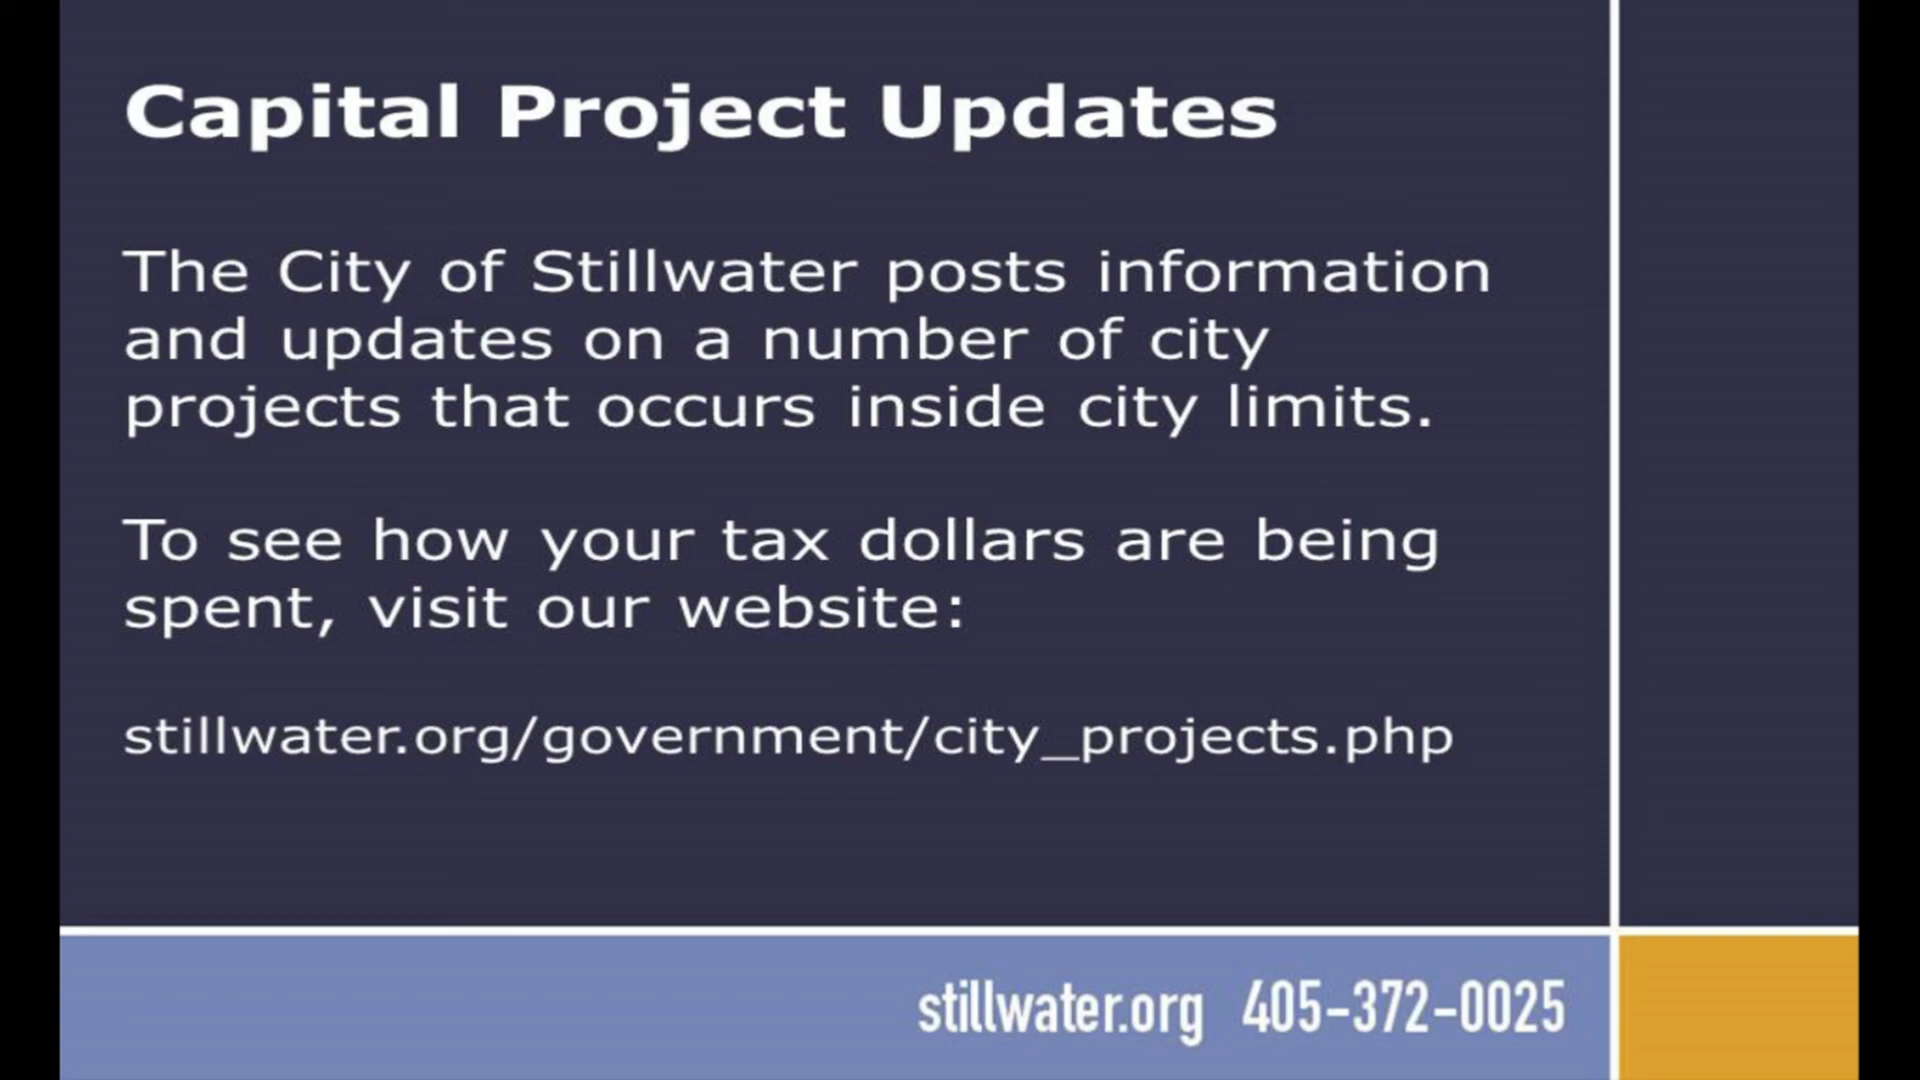 Capital Project Updates
The City of Stillwater posts information
and updates on a number of city
projects that occurs inside city limits.
To see how your tax dollars are being
spent, visit our website:
stillwater.org/government/city_projects.php
stillwater.org 405-372-0025